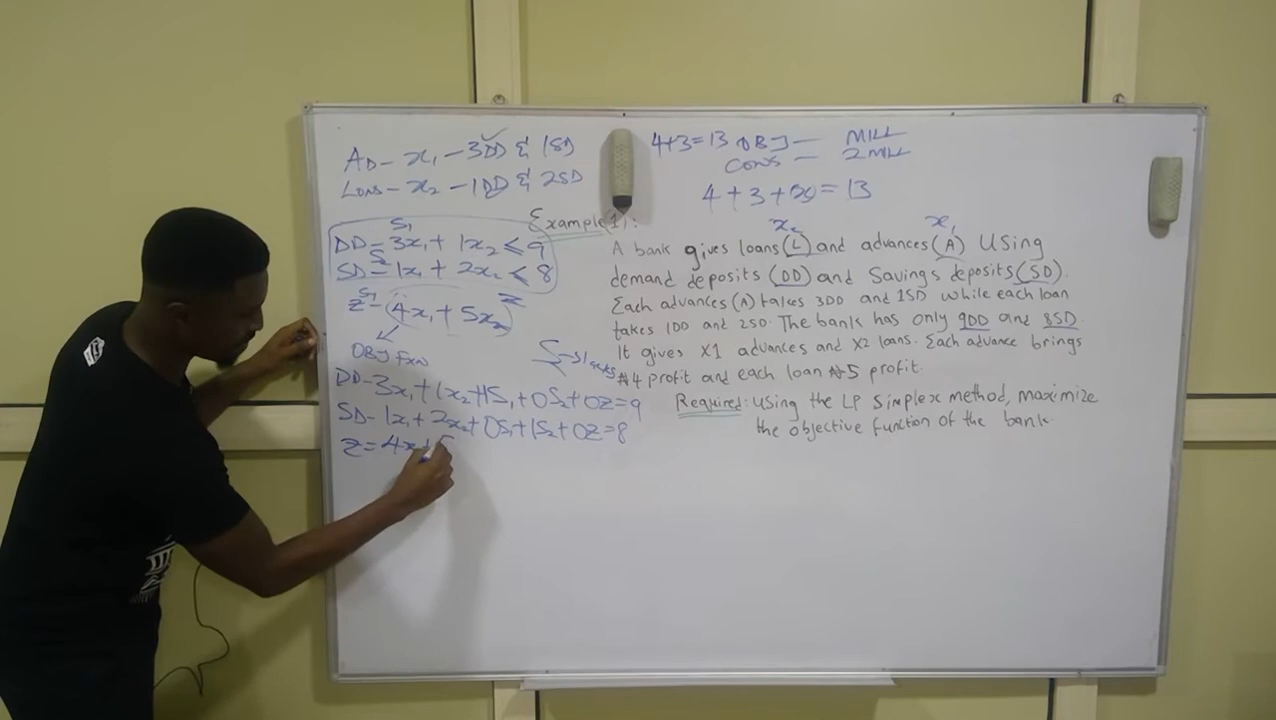 AD - x₁ - 3DD & 1SD
LOANS - x₂ - 1DD & 2SD
S₁
DD - 3x₁ + 1x₂ ≤ 9
S₂
SD - 1x₁ + 2x₂ ≤ 8
Z - (4x₁ + 5x₂) Z
OBJ FXN
S - Slacks
DD - 3x₁ + 1x₂ + 1S₁ + 0S₂ + 0Z = 9
SD - 1x₁ + 2x₂ + 0S₁ + 1S₂ + 0Z = 8
Z = 4x₁
4+3=13 OBJ —
CONS —
4 + 3 + = 13
Example 1:
x₂ x₁
A bank gives loans (L) and advances (A) Using
demand deposits (DD) and Savings deposits (SD).
Each advances (A) takes 3DD and 1SD while each loan
takes 1DD and 2SD. The bank has only 9DD and 8SD.
It gives X1 advances and X2 loans. Each advance brings
₦4 profit and each loan ₦5 profit.
Required: Using the LP Simplex method, maximize
the objective function of the bank.